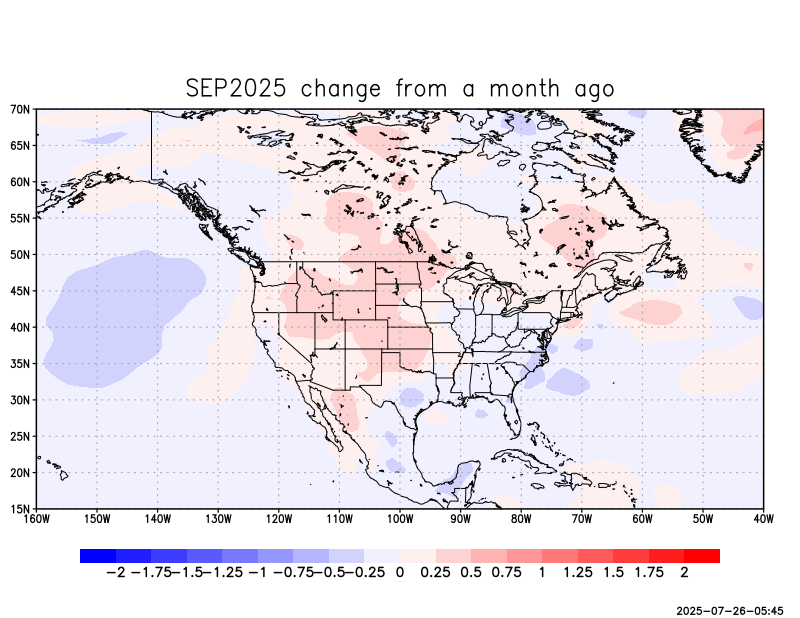 SEP2025 change from a month ago
70N
65N
60N
55N
50N
45N
40N
35N
30N
25N
20N
15N
160W 150W 140W 130W 120W 110W 100W 90W 80W 70W 60W 50W 40W
-2 -1.75 -1.5 -1.25 -1 -0.75 -0.5 -0.25 0 0.25 0.5 0.75 1 1.25 1.5 1.75 2
2025-07-26-05:45